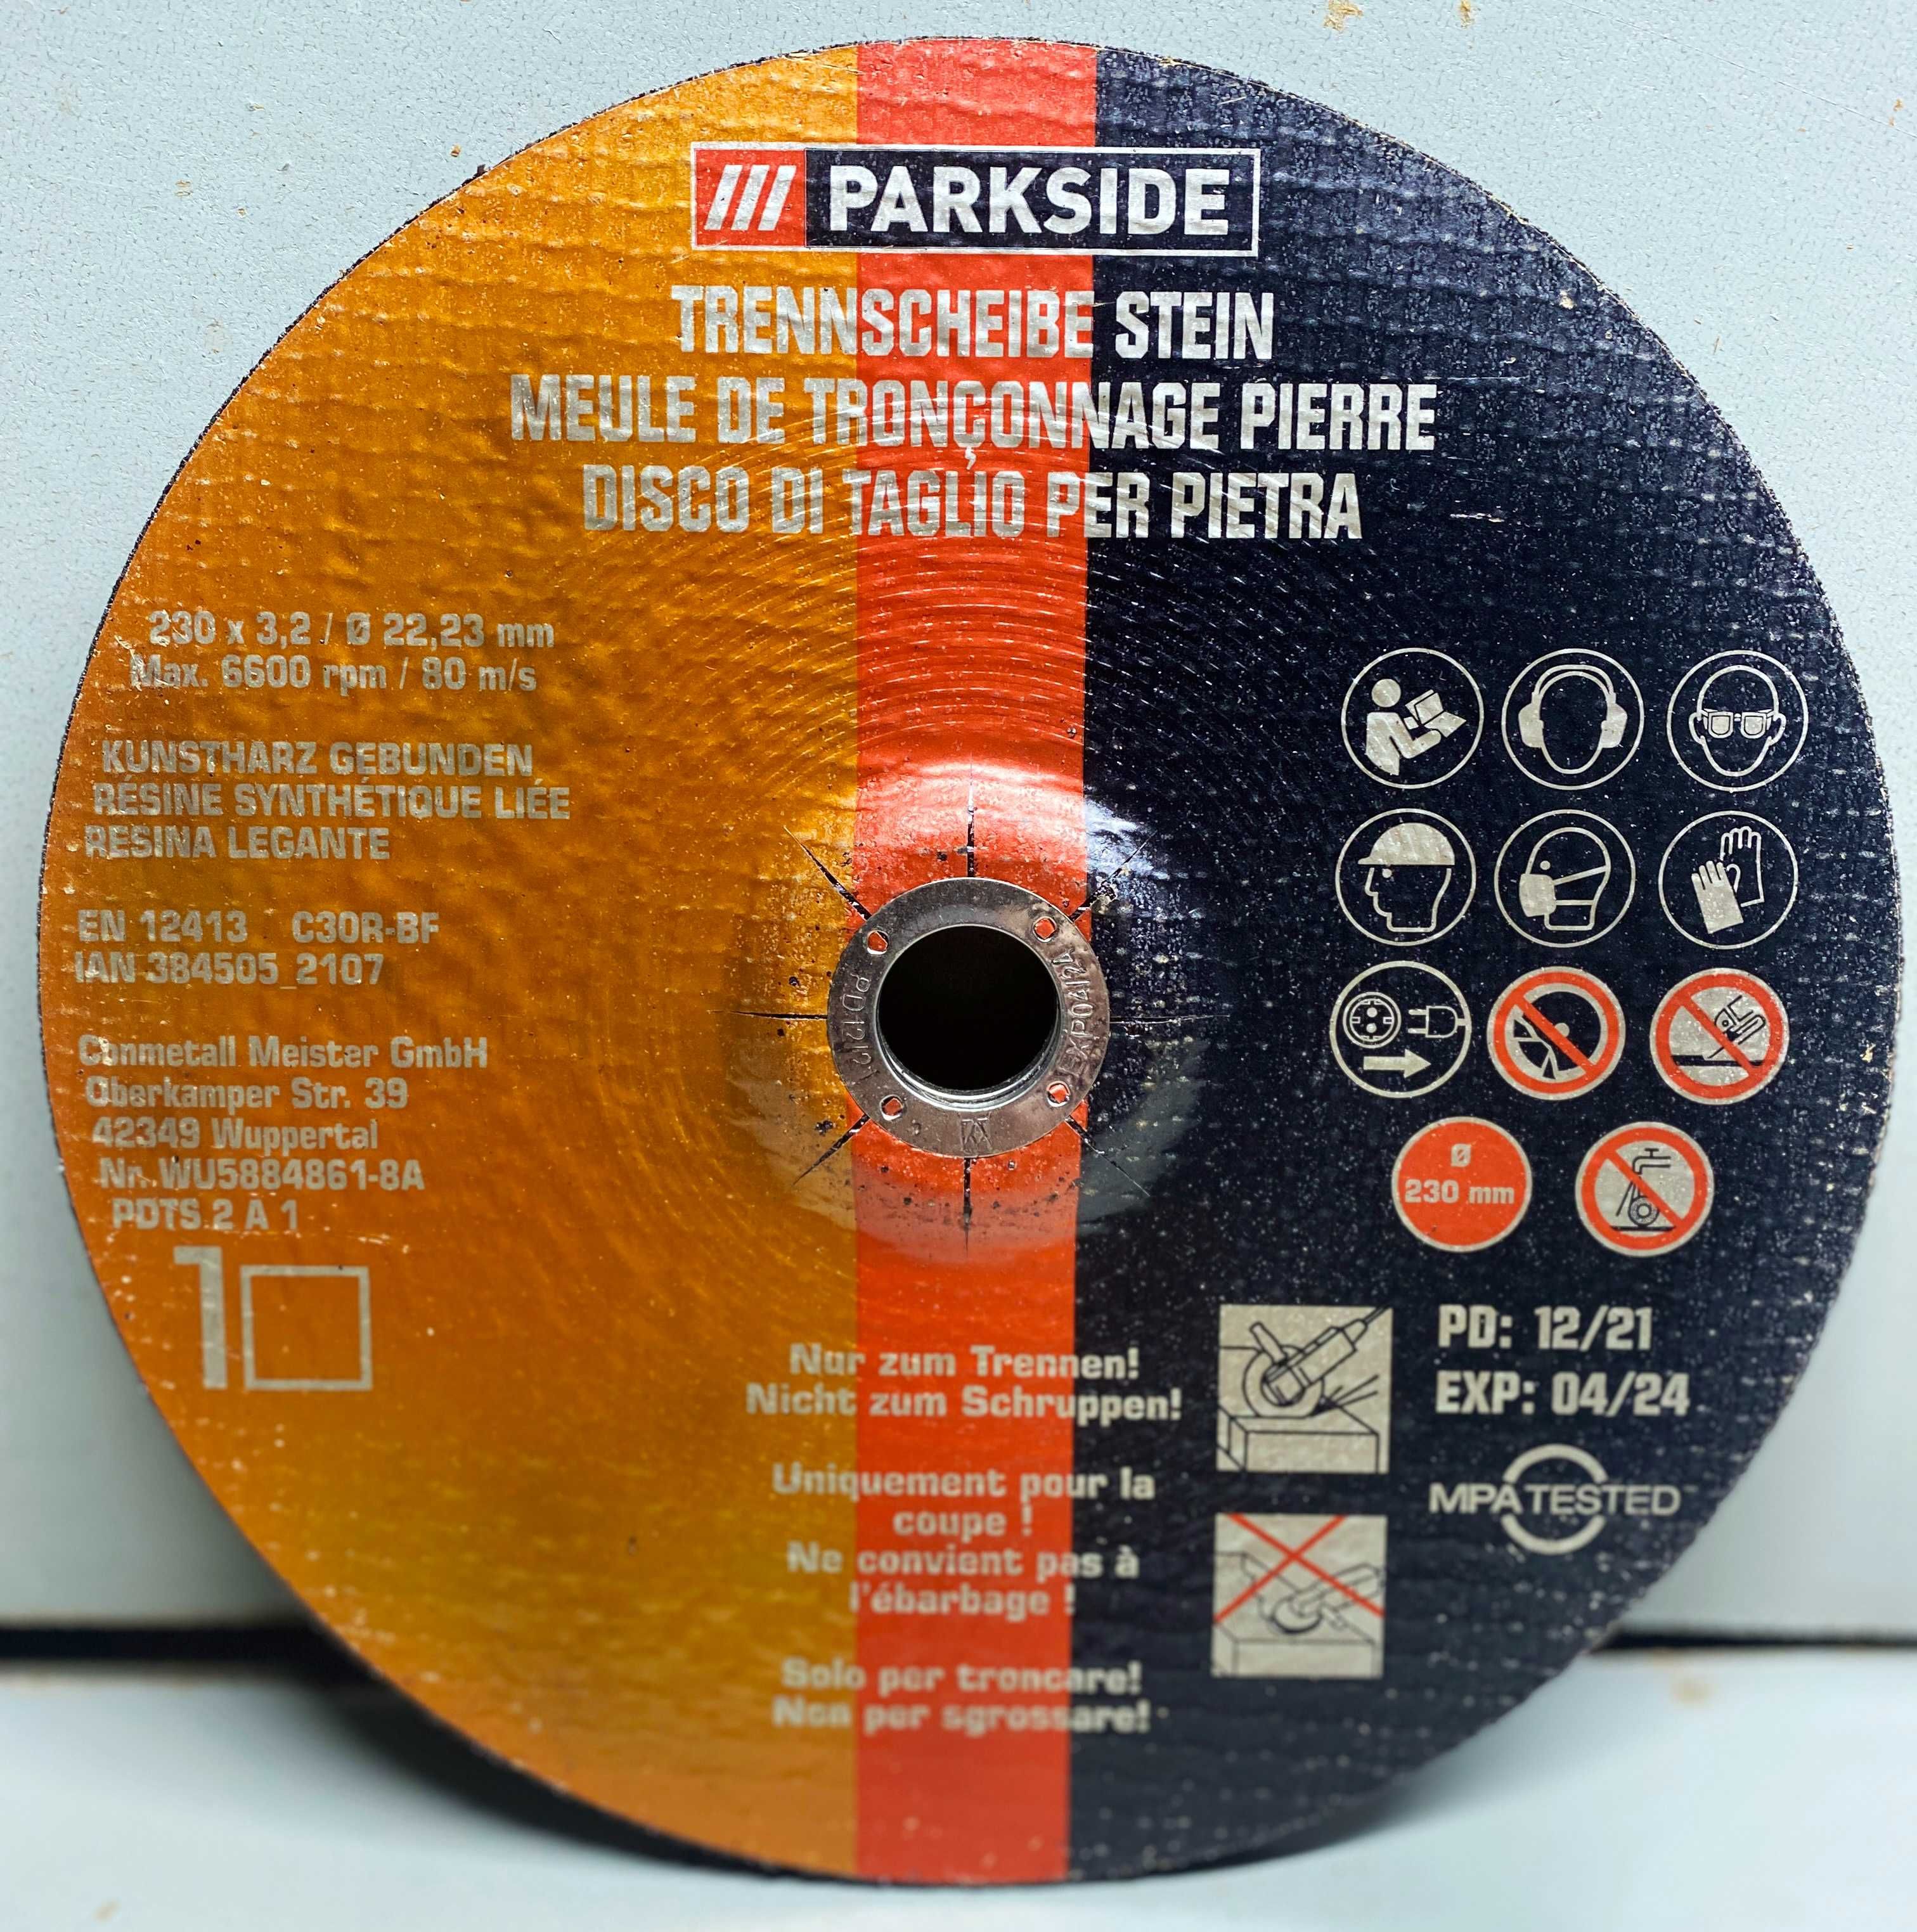 PARKSIDE
TRENNSCHEIBE STEIN
MEULE DE TRONÇONNAGE PIERRE
DISCO DI TAGLIO PER PIETRA
230 x 3,2 / Ø 22,23 mm
Max. 6600 rpm / 80 m/s
KUNSTHARZ GEBUNDEN
RÉSINE SYNTHÉTIQUE LIÉE
RESINA LEGANTE
EN 12413 C30R-BF
IAN 384505_2107
Conmetall Meister GmbH
Oberkamper Str. 39
42349 Wuppertal
Nr. WU5884861-8A
PDTS 2 A 1
1
Ø
230 mm
PD: 12/21
EXP: 04/24
MPA TESTED
Nur zum Trennen!
Nicht zum Schruppen!
Uniquement pour la
coupe !
Ne convient pas à
l'ébarbage !
Solo per troncare!
Non per sgrossare!